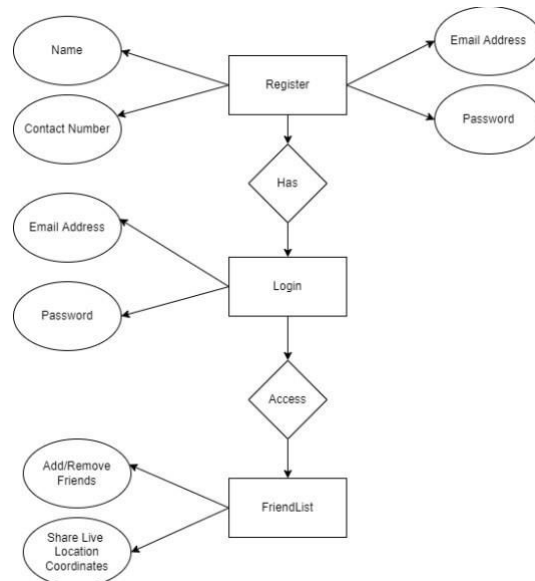 Name
Register
Email Address
Contact Number
Password
Has
Email Address
Login
Password
Access
Add/Remove
Friends
FriendList
Share Live
Location
Coordinates